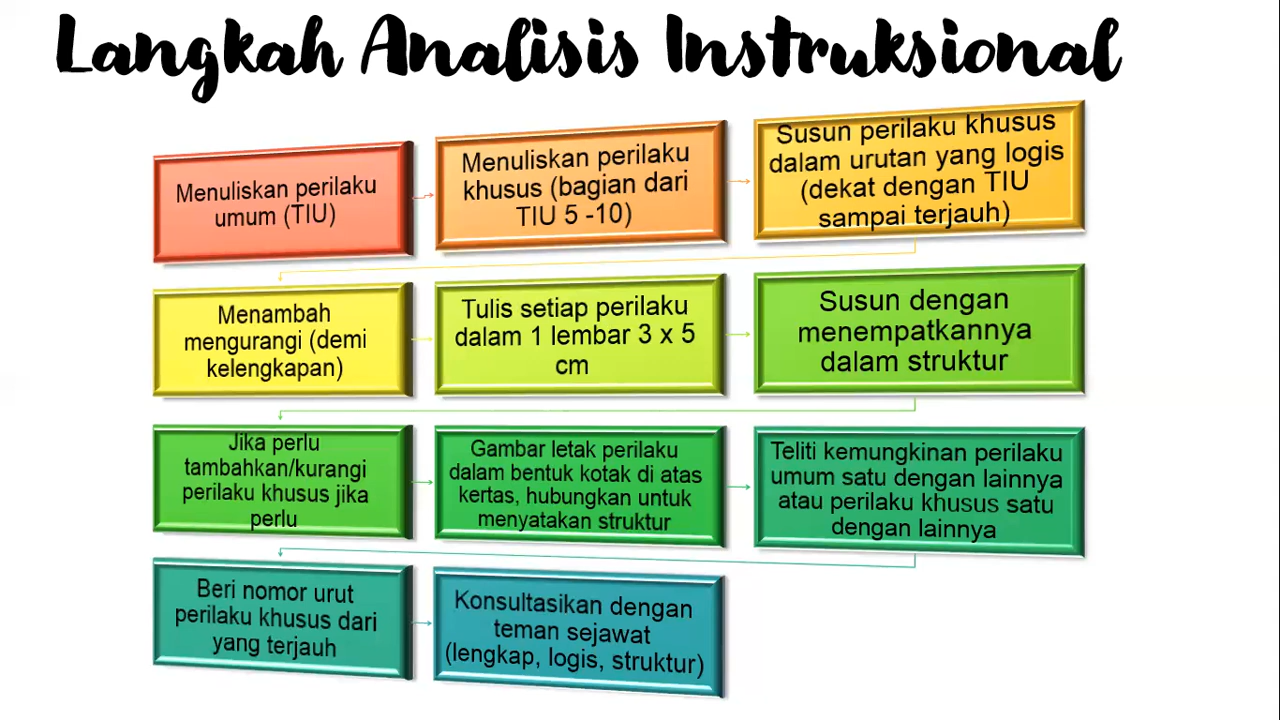 Langkah Analisis Instruksional
Menuliskan perilaku
umum (TIU)
Menuliskan perilaku
khusus (bagian dari
TIU 5 -10)
Susun perilaku khusus
dalam urutan yang logis
(dekat dengan TIU
sampai terjauh)
Menambah
mengurangi (demi
kelengkapan)
Tulis setiap perilaku
dalam 1 lembar 3 x 5
cm
Susun dengan
menempatkannya
dalam struktur
Jika perlu
tambahkan/kurangi
perilaku khusus jika
perlu
Gambar letak perilaku
dalam bentuk kotak di atas
kertas, hubungkan untuk
menyatakan struktur
Teliti kemungkinan perilaku
umum satu dengan lainnya
atau perilaku khusus satu
dengan lainnya
Beri nomor urut
perilaku khusus dari
yang terjauh
Konsultasikan dengan
teman sejawat
(lengkap, logis, struktur)